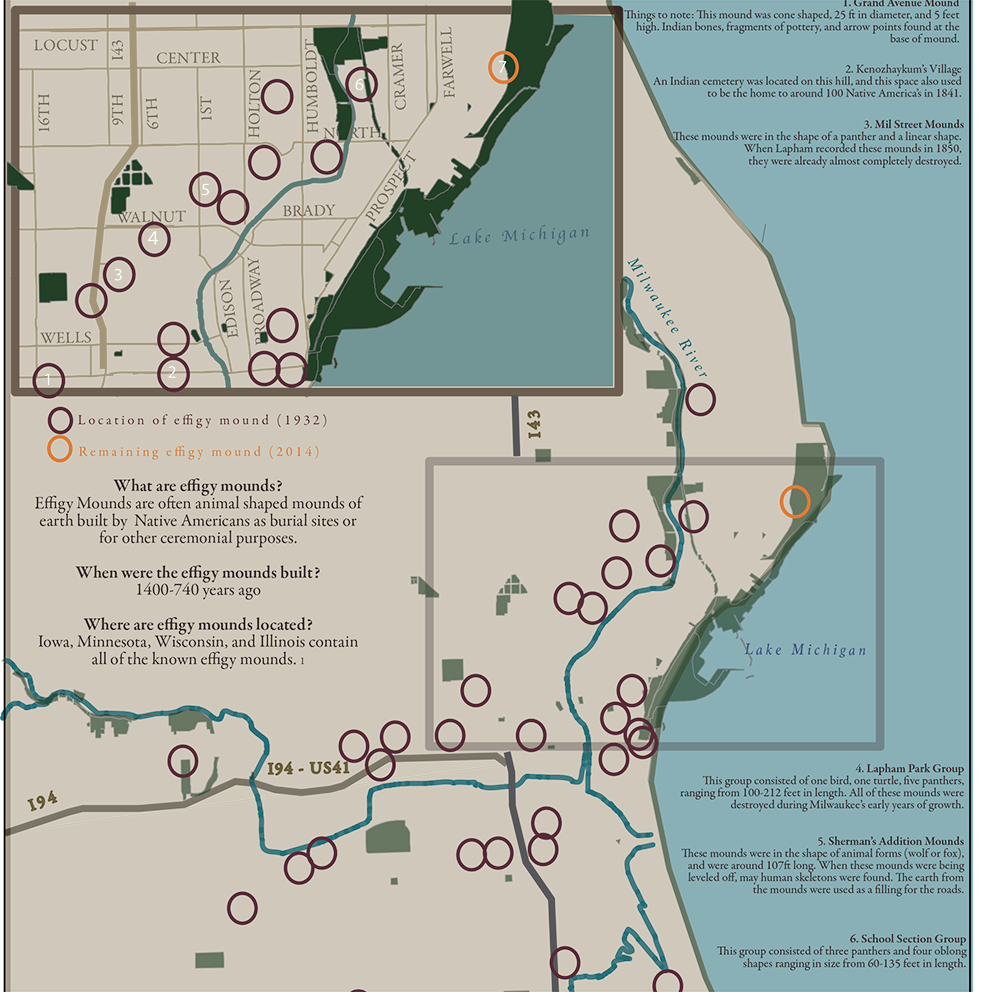 1. Grand Avenue Mound
Things to note: This mound was cone shaped, 25 ft in diameter, and 5 feet
high. Indian bones, fragments of pottery, and arrow points found at the
base of mound.
2. Kenozhaykum's Village
An Indian cemetery was located on this hill, and this space also used
to be the home to around 100 Native America's in 1841.
3. Mil Street Mounds
These mounds were in the shape of a panther and a linear shape.
When Lapham recorded these mounds in 1850,
they were already almost completely destroyed.
LOCUST
I43
CENTER
16TH
9TH
6TH
1ST
HOLTON
HUMBOLDT
CRAMER
FARWELL
NORTH
PROSPECT
BRADY
WALNUT
EDISON
BROADWAY
WELLS
Lake Michigan
7
6
5
4
3
2
1
Location of effigy mound (1932)
Remaining effigy mound (2014)
What are effigy mounds?
Effigy Mounds are often animal shaped mounds of
earth built by Native Americans as burial sites or
for other ceremonial purposes.
When were the effigy mounds built?
1400-740 years ago
Where are effigy mounds located?
Iowa, Minnesota, Wisconsin, and Illinois contain
all of the known effigy mounds. 1
Milwaukee River
I43
Lake Michigan
I94 - US41
I94
4. Lapham Park Group
This group consisted of one bird, one turtle, five panthers,
ranging from 100-212 feet in length. All of these mounds were
destroyed during Milwaukee's early years of growth.
5. Sherman's Addition Mounds
These mounds were in the shape of animal forms (wolf or fox),
and were around 107ft long. When these mounds were being
leveled off, may human skeletons were found. The earth from
the mounds were used as a filling for the roads.
6. School Section Group
This group consisted of three panthers and four oblong
shapes ranging in size from 60-135 feet in length.